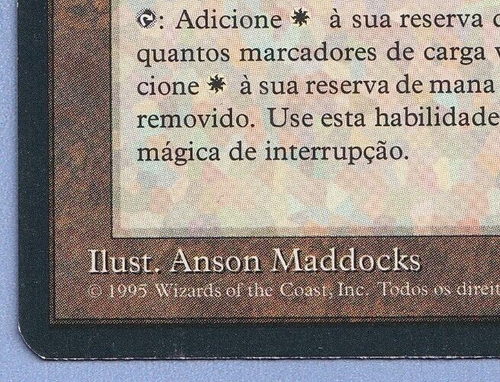 : Adicione ☀ à sua reserva
quantos marcadores de carga
cione ☀ à sua reserva de mana
removido. Use esta habilidade
mágica de interrupção.
Ilust. Anson Maddocks
© 1995 Wizards of the Coast, Inc. Todos os direit